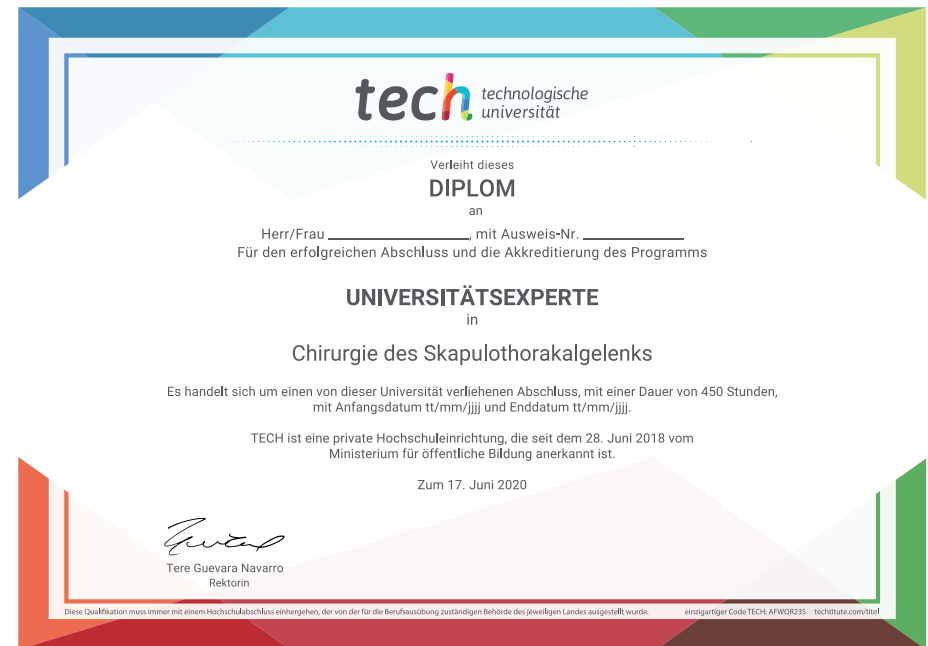 tech technologische
universität
Verleiht dieses
DIPLOM
an
Herr/Frau ____________________, mit Ausweis-Nr. ______________
Für den erfolgreichen Abschluss und die Akkreditierung des Programms
UNIVERSITÄTSEXPERTE
in
Chirurgie des Skapulothorakalgelenks
Es handelt sich um einen von dieser Universität verliehenen Abschluss, mit einer Dauer von 450 Stunden,
mit Anfangsdatum tt/mm/jjjj und Enddatum tt/mm/jjjj.
TECH ist eine private Hochschuleinrichtung, die seit dem 28. Juni 2018 vom
Ministerium für öffentliche Bildung anerkannt ist.
Zum 17. Juni 2020
Tere Guevara Navarro
Rektorin
Diese Qualifikation muss immer mit einem Hochschulabschluss einhergehen, der von der für die Berufsausübung zuständigen Behörde des jeweiligen Landes ausgestellt wurde. einzigartiger Code TECH: AFWOR23S techtitute.com/titel